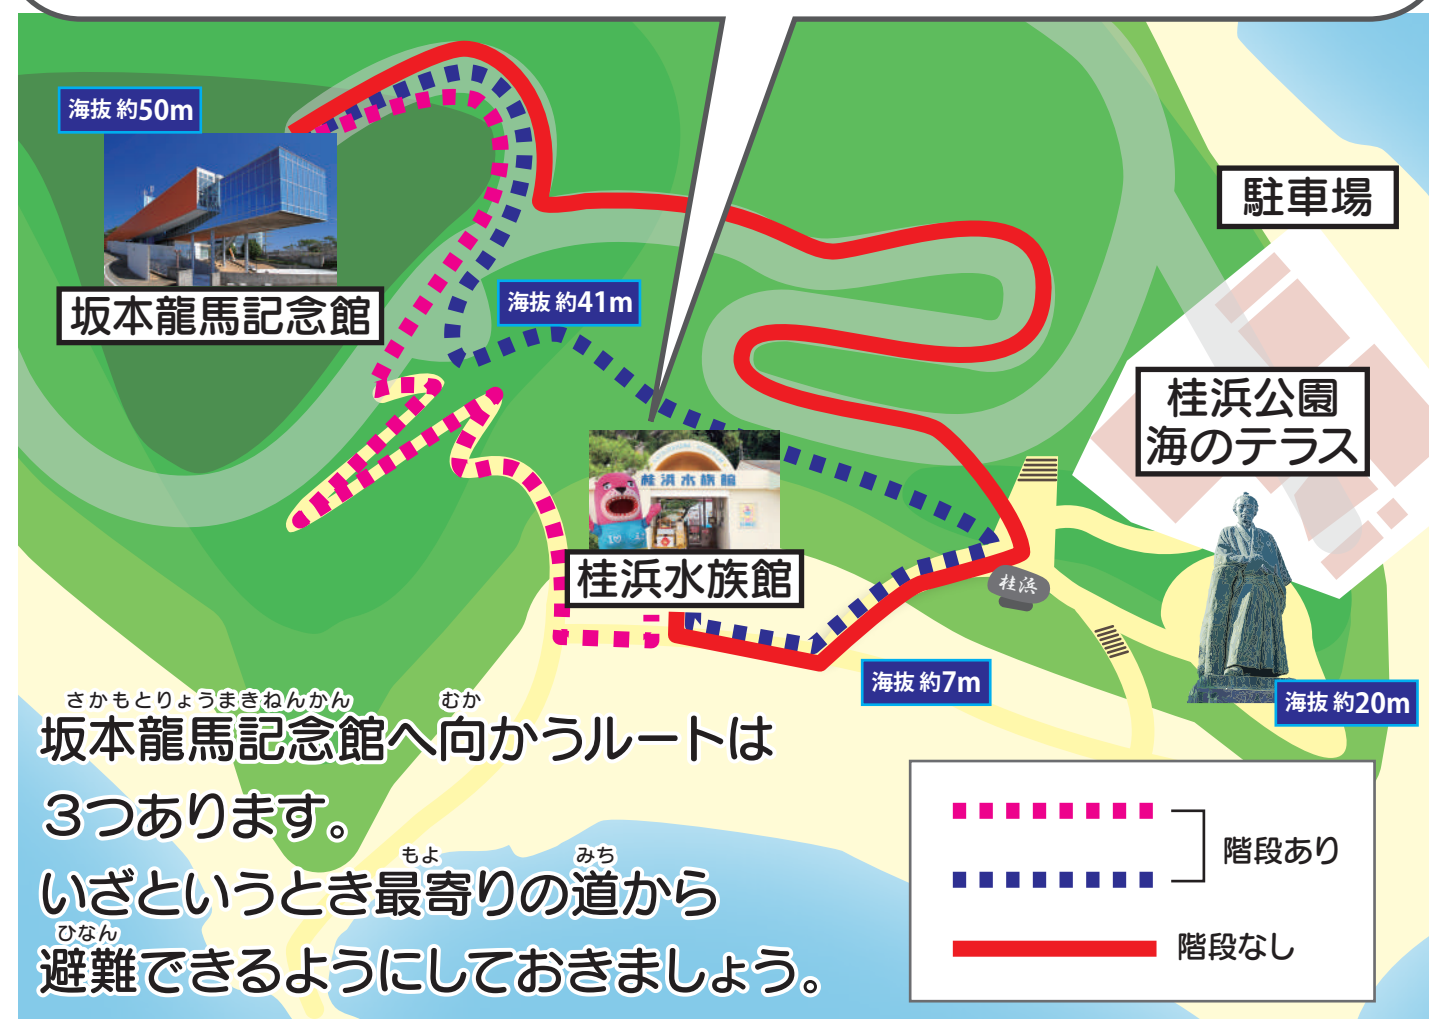 海抜 約50m
坂本龍馬記念館
海抜 約41m
駐車場
桂浜公園
海のテラス
桂浜水族館
桂浜水族館
桂浜
海抜 約7m
海抜 約20m
さかもとりょうまきねんかん むか
坂本龍馬記念館へ向かうルートは
３つあります。
もよ みち
いざというとき最寄りの道から
ひなん
避難できるようにしておきましょう。
階段あり
階段なし